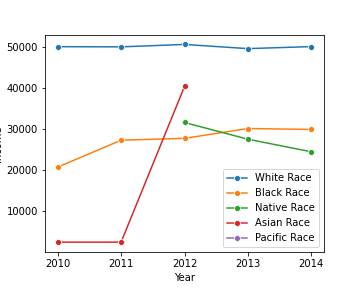 50000
40000
30000
20000
10000
2010 2011 2012 2013 2014
Year
White Race
Black Race
Native Race
Asian Race
Pacific Race